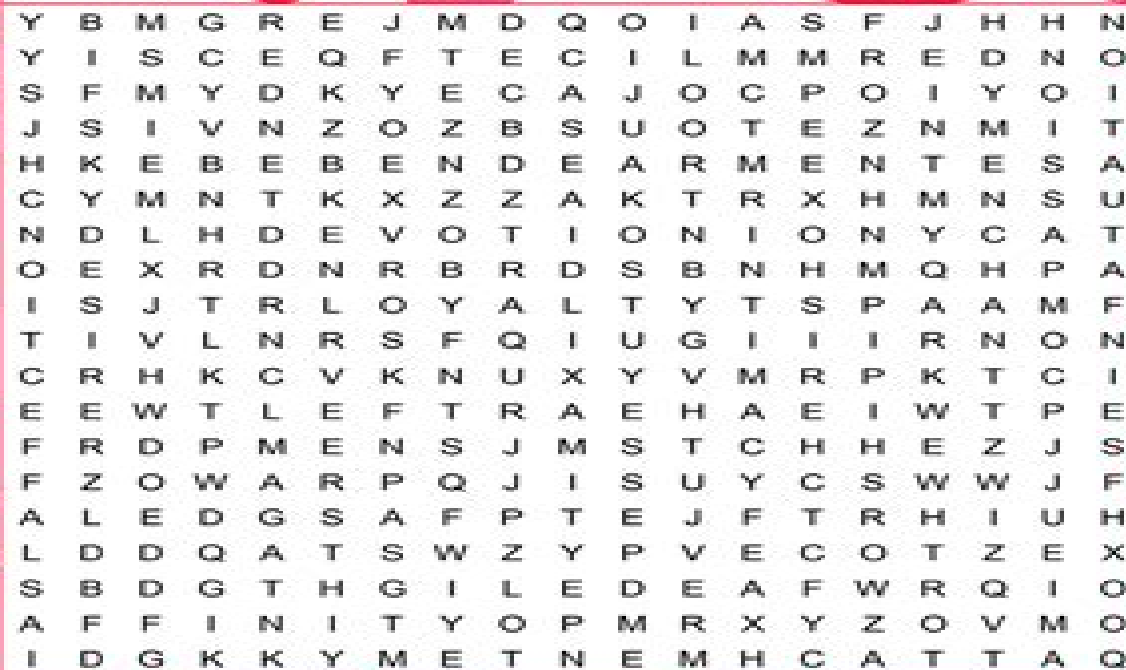 Y B M G R E J M D Q O I A S F J H H N
Y I S C E Q F T E C I L M M R E D N O
S F M Y D K Y E C A J O C P O I Y O I
J S I V N Z O Z B S U O T E Z N M I T
H K E B E B E N D E A R M E N T E S A
C Y M N T K X Z Z A K T R X H M N S U
N D L H D E V O T I O N I O N Y C A T
O E X R D N R B R D S B N H M Q H P A
I S J T R L O Y A L T Y T S P A A M F
T I V L N R S F Q I U G I I I R N O N
C R H K C V K N U X Y V M R P K T C I
E E W T L E F T R A E H A E I W T P E
F R D P M E N S J M S T C H H E Z J S
F Z O W A R P Q J I S U Y C S W W J F
A L E D G S A F P T E J F T R H I U H
L D D Q A T S W Z Y P V E C O T Z E X
S B D G T H G I L E D E A F W R Q I O
A F F I N I T Y O P M R X Y Z O V M O
I D G K K Y M E T N E M H C A T T A Q